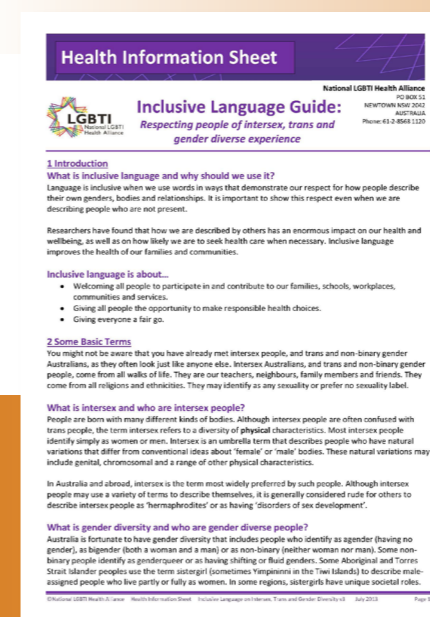 Health Information Sheet
National LGBTI Health Alliance
PO BOX 51
NEWTOWN NSW 2042
AUSTRALIA
Phone: 61-2-8568 1120
LGBTI
National LGBTI
Health Alliance
Inclusive Language Guide:
Respecting people of intersex, trans and
gender diverse experience
1 Introduction
What is inclusive language and why should we use it?
Language is inclusive when we use words in ways that demonstrate our respect for how people describe
their own genders, bodies and relationships. It is important to show this respect even when we are
describing people who are not present.
Researchers have found that how we are described by others has an enormous impact on our health and
wellbeing, as well as on how likely we are to seek health care when necessary. Inclusive language
improves the health of our families and communities.
Inclusive language is about...
• Welcoming all people to participate in and contribute to our families, schools, workplaces,
communities and services.
• Giving all people the opportunity to make responsible health choices.
• Giving everyone a fair go.
2 Some Basic Terms
You might not be aware that you have already met intersex people, and trans and non-binary gender
Australians, as they often look just like anyone else. Intersex Australians, and trans and non-binary gender
people, come from all walks of life. They are our teachers, neighbours, family members and friends. They
come from all religions and ethnicities. They may identify as any sexuality or prefer no sexuality label.
What is intersex and who are intersex people?
People are born with many different kinds of bodies. Although intersex people are often confused with
trans people, the term intersex refers to a diversity of physical characteristics. Most intersex people
identify simply as women or men. Intersex is an umbrella term that describes people who have natural
variations that differ from conventional ideas about 'female' or 'male' bodies. These natural variations may
include genital, chromosomal and a range of other physical characteristics.
In Australia and abroad, intersex is the term most widely preferred by such people. Although intersex
people may use a variety of terms to describe themselves, it is generally considered rude for others to
describe intersex people as 'hermaphrodites' or as having 'disorders of sex development'.
What is gender diversity and who are gender diverse people?
Australia is fortunate to have gender diversity that includes people who identify as agender (having no
gender), as bigender (both a woman and a man) or as non-binary (neither woman nor man). Some non-
binary people identify as genderqueer or as having shifting or fluid genders. Some Aboriginal and Torres
Strait Islander peoples use the term sistergirl (sometimes Yimpininni in the Tiwi Islands) to describe male-
assigned people who live partly or fully as women. In some regions, sistergirls have unique societal roles.
©National LGBTI Health Alliance Health Information Sheet Inclusive Language on Intersex, Trans and Gender Diversity v3 July 2013 Page